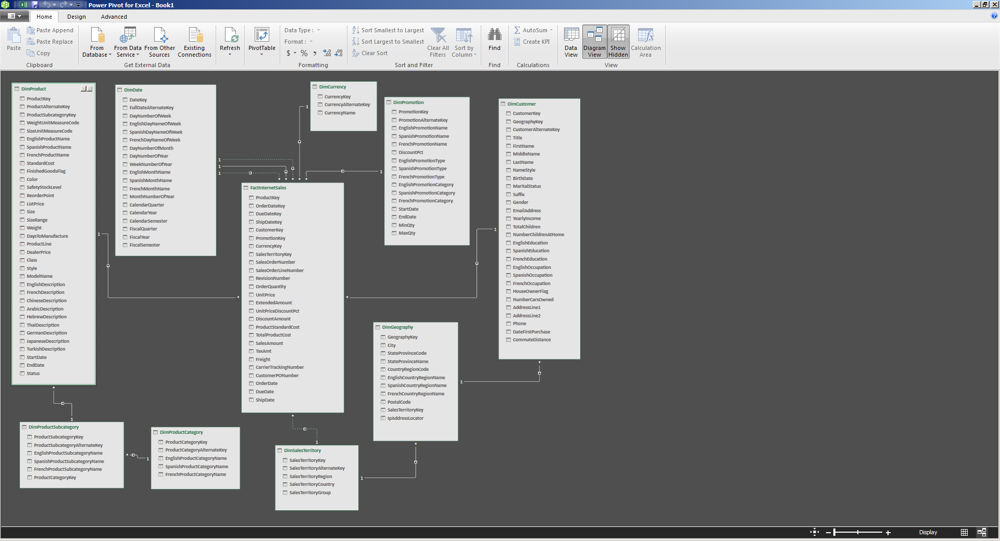 Power Pivot for Excel - Book1
Home
Design
Advanced
Paste
Paste Append
Paste Replace
Copy
Clipboard
From Database
From Data Service
From Other Sources
Existing Connections
Get External Data
Refresh
PivotTable
Data Type :
Format :
$ % , .00 .00
Formatting
Sort Smallest to Largest
Sort Largest to Smallest
Clear Sort
Clear All Filters
Sort by Column
Sort and Filter
Find
Find
AutoSum
Create KPI
Calculations
Data View
Diagram View
Show Hidden
Calculation Area
View
DimProduct
ProductKey
ProductAlternateKey
ProductSubcategoryKey
WeightUnitMeasureCode
SizeUnitMeasureCode
EnglishProductName
SpanishProductName
FrenchProductName
StandardCost
FinishedGoodsFlag
Color
SafetyStockLevel
ReorderPoint
ListPrice
Size
SizeRange
Weight
DaysToManufacture
ProductLine
DealerPrice
Class
Style
ModelName
EnglishDescription
FrenchDescription
ChineseDescription
ArabicDescription
HebrewDescription
ThaiDescription
GermanDescription
JapaneseDescription
TurkishDescription
StartDate
EndDate
Status
1
DimDate
DateKey
FullDateAlternateKey
DayNumberOfWeek
EnglishDayNameOfWeek
SpanishDayNameOfWeek
FrenchDayNameOfWeek
DayNumberOfMonth
DayNumberOfYear
WeekNumberOfYear
EnglishMonthName
SpanishMonthName
FrenchMonthName
MonthNumberOfYear
CalendarQuarter
CalendarYear
CalendarSemester
FiscalQuarter
FiscalYear
FiscalSemester
1
1
1
DimCurrency
CurrencyKey
CurrencyAlternateKey
CurrencyName
1
DimPromotion
PromotionKey
PromotionAlternateKey
EnglishPromotionName
SpanishPromotionName
FrenchPromotionName
DiscountPct
EnglishPromotionType
SpanishPromotionType
FrenchPromotionType
EnglishPromotionCategory
SpanishPromotionCategory
FrenchPromotionCategory
StartDate
EndDate
MinQty
MaxQty
1
DimCustomer
CustomerKey
GeographyKey
CustomerAlternateKey
Title
FirstName
MiddleName
LastName
NameStyle
BirthDate
MaritalStatus
Suffix
Gender
EmailAddress
YearlyIncome
TotalChildren
NumberChildrenAtHome
EnglishEducation
SpanishEducation
FrenchEducation
EnglishOccupation
SpanishOccupation
FrenchOccupation
HouseOwnerFlag
NumberCarsOwned
AddressLine1
AddressLine2
Phone
DateFirstPurchase
CommuteDistance
1
FactInternetSales
ProductKey
OrderDateKey
DueDateKey
ShipDateKey
CustomerKey
PromotionKey
CurrencyKey
SalesTerritoryKey
SalesOrderNumber
SalesOrderLineNumber
RevisionNumber
OrderQuantity
UnitPrice
ExtendedAmount
UnitPriceDiscountPct
DiscountAmount
ProductStandardCost
TotalProductCost
SalesAmount
TaxAmt
Freight
CarrierTrackingNumber
CustomerPONumber
OrderDate
DueDate
ShipDate
DimGeography
GeographyKey
City
StateProvinceCode
StateProvinceName
CountryRegionCode
EnglishCountryRegionName
SpanishCountryRegionName
FrenchCountryRegionName
PostalCode
SalesTerritoryKey
IpAddressLocator
1
1
DimProductSubcategory
ProductSubcategoryKey
ProductSubcategoryAlternateKey
EnglishProductSubcategoryName
SpanishProductSubcategoryName
FrenchProductSubcategoryName
ProductCategoryKey
1
DimProductCategory
ProductCategoryKey
ProductCategoryAlternateKey
EnglishProductCategoryName
SpanishProductCategoryName
FrenchProductCategoryName
1
DimSalesTerritory
SalesTerritoryKey
SalesTerritoryAlternateKey
SalesTerritoryRegion
SalesTerritoryCountry
SalesTerritoryGroup
1
Display